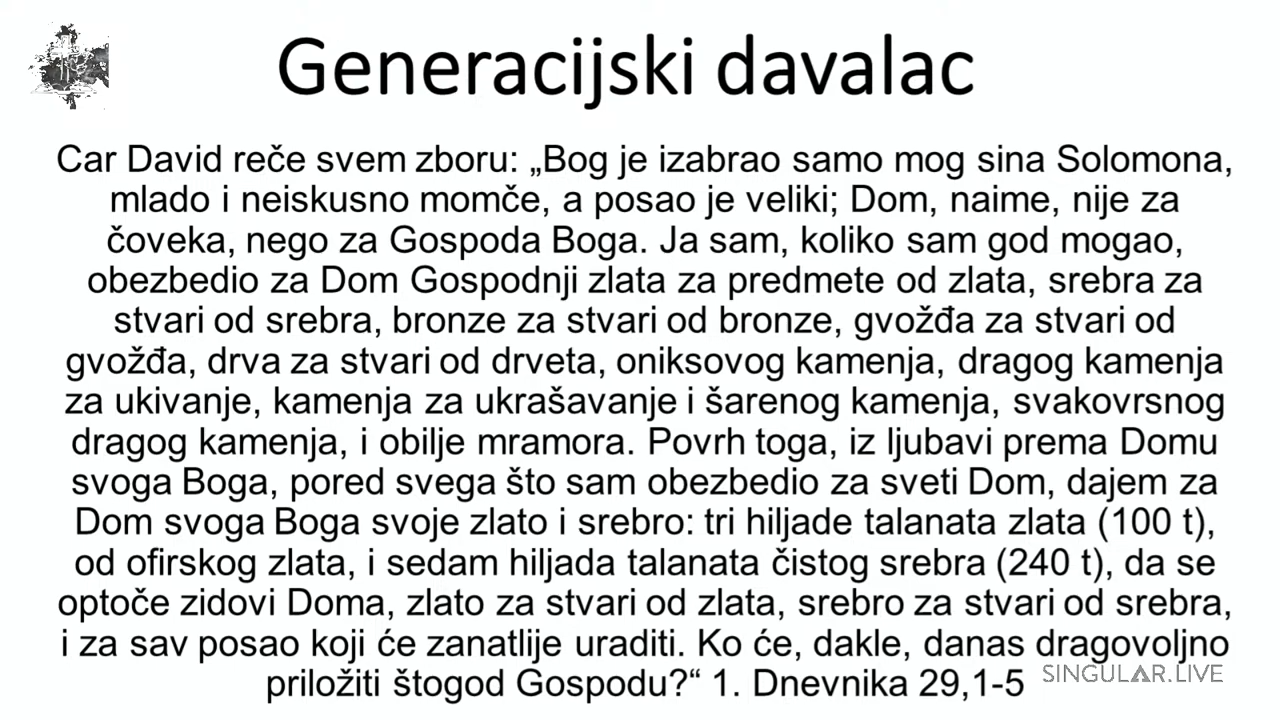 Generacijski davalac
Car David reče svem zboru: „Bog je izabrao samo mog sina Solomona,
mlado i neiskusno momče, a posao je veliki; Dom, naime, nije za
čoveka, nego za Gospoda Boga. Ja sam, koliko sam god mogao,
obezbedio za Dom Gospodnji zlata za predmete od zlata, srebra za
stvari od srebra, bronze za stvari od bronze, gvožđa za stvari od
gvožđa, drva za stvari od drveta, oniksovog kamenja, dragog kamenja
za ukivanje, kamenja za ukrašavanje i šarenog kamenja, svakovrsnog
dragog kamenja, i obilje mramora. Povrh toga, iz ljubavi prema Domu
svoga Boga, pored svega što sam obezbedio za sveti Dom, dajem za
Dom svoga Boga svoje zlato i srebro: tri hiljade talanata zlata (100 t),
od ofirskog zlata, i sedam hiljada talanata čistog srebra (240 t), da se
optoče zidovi Doma, zlato za stvari od zlata, srebro za stvari od srebra,
i za sav posao koji će zanatlije uraditi. Ko će, dakle, danas dragovoljno
priložiti štogod Gospodu?“ 1. Dnevnika 29,1-5
SINGULAR.LIVE